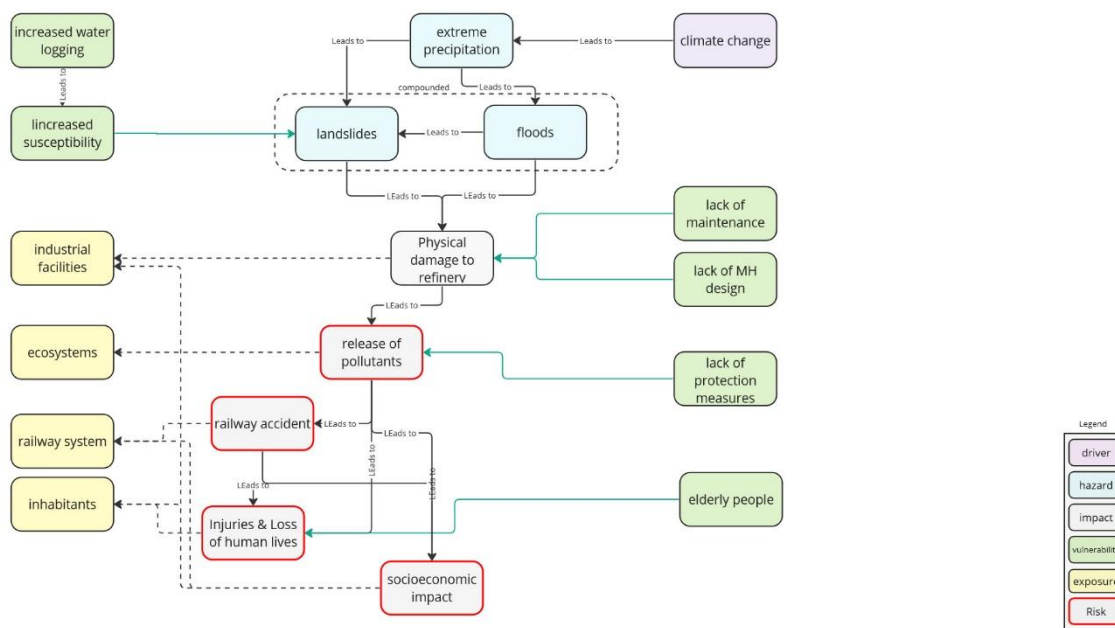 increased water
logging
extreme
precipitation
climate change
Leads to
Leads to
Leads to
Leads to
compounded
lincreased
susceptibility
landslides
Leads to
floods
LEads to
LEads to
lack of
maintenance
industrial
facilities
Physical
damage to
refinery
lack of MH
design
LEads to
ecosystems
release of
pollutants
lack of
protection
measures
railway system
railway accident
LEads to
LEads to
LEads to
LEads to
LEads to
inhabitants
elderly people
Injuries & Loss
of human lives
socioeconomic
impact
Legend
driver
hazard
impact
vulnerabilit
exposure
Risk